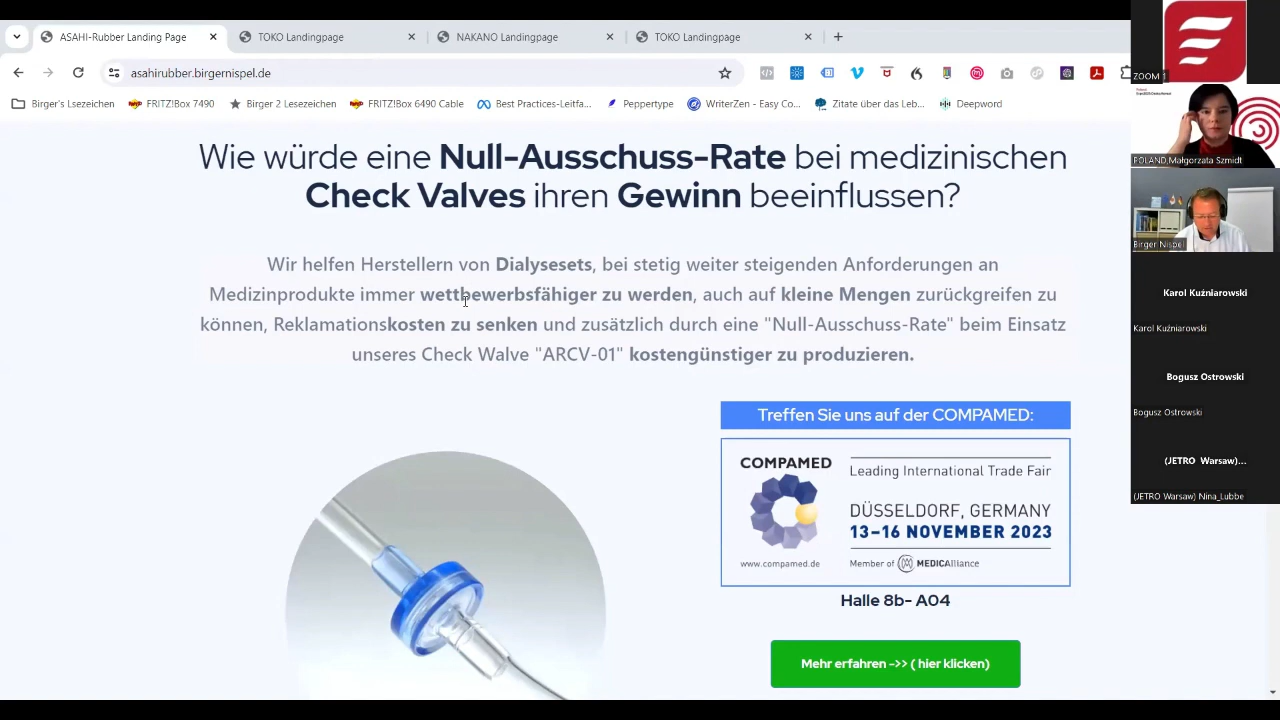 ASAHI-Rubber Landing Page
TOKO Landingpage
NAKANO Landingpage
TOKO Landingpage
asahirubber.birgernispel.de
Birger's Lsezeichen
FRITZ!Box 7490
Birger 2 Lesezeichen
FRITZ!Box 6490 Cable
Best Practices-Leitfa...
Peppertype
WriterZen - Easy Co...
Zitate über das Leb...
Deepword
Wie würde eine Null-Ausschuss-Rate bei medizinischen
Check Valves ihren Gewinn beeinflussen?
Wir helfen Herstellern von Dialysesets, bei stetig weiter steigenden Anforderungen an
Medizinprodukte immer wettbewerbsfähiger zu werden, auch auf kleine Mengen zurückgreifen zu
können, Reklamationskosten zu senken und zusätzlich durch eine "Null-Ausschuss-Rate" beim Einsatz
unseres Check Walve "ARCV-01" kostengünstiger zu produzieren.
Treffen Sie uns auf der COMPAMED:
COMPAMED
Leading International Trade Fair
DÜSSELDORF, GERMANY
13–16 NOVEMBER 2023
www.compamed.de
Member of MEDICAlliance
Halle 8b- A04
Mehr erfahren ->> ( hier klicken)
ZOOM 1
POLAND,Małgorzata Szmidt
Birger Nispel
Karol Kuźniarowski
Karol Kuźniarowski
Bogusz Ostrowski
Bogusz Ostrowski
(JETRO Warsaw)...
(JETRO Warsaw) Nina_Lubbe